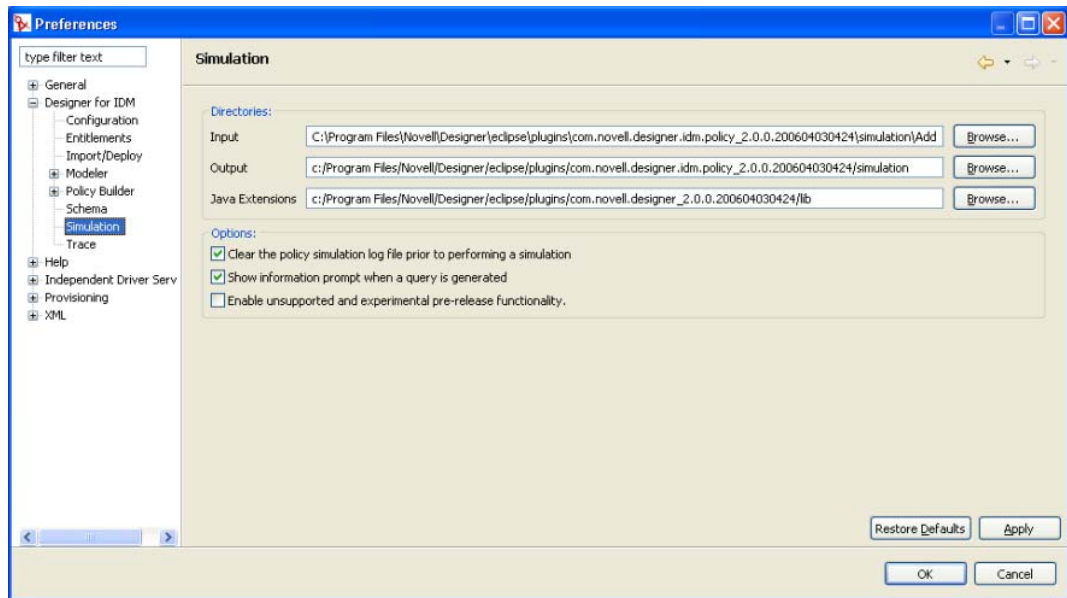 Preferences
type filter text
General
Designer for IDM
Configuration
Entitlements
Import/Deploy
Modeler
Policy Builder
Schema
Simulation
Trace
Help
Independent Driver Serv
Provisioning
XML
Simulation
Directories:
Input C:\Program Files\Novell\Designer\eclipse\plugins\com.novell.designer.idm.policy_2.0.0.200604030424\simulation\Add Browse...
Output c:/Program Files/Novell/Designer/eclipse/plugins/com.novell.designer.idm.policy_2.0.0.200604030424/simulation Browse...
Java Extensions c:/Program Files/Novell/Designer/eclipse/plugins/com.novell.designer_2.0.0.200604030424/lib Browse...
Options:
Clear the policy simulation log file prior to performing a simulation
Show information prompt when a query is generated
Enable unsupported and experimental pre-release functionality.
Restore Defaults Apply
OK Cancel